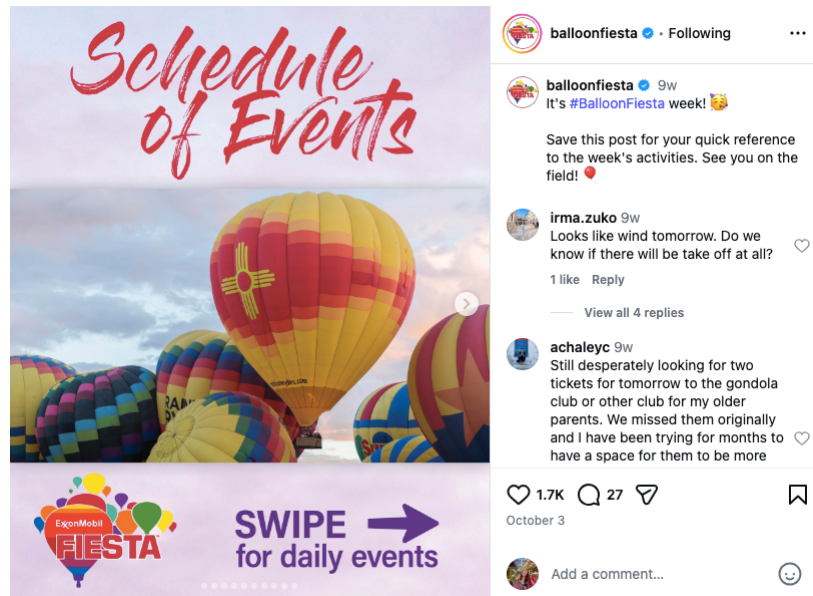 Schedule
of Events
ExxonMobil
FIESTA
SWIPE
for daily events
balloonfiesta • Following
balloonfiesta 9w
It's #BalloonFiesta week! 🥳
Save this post for your quick reference
to the week's activities. See you on the
field! 🎈
irma.zuko 9w
Looks like wind tomorrow. Do we
know if there will be take off at all?
1 like Reply
View all 4 replies
achaleyc 9w
Still desperately looking for two
tickets for tomorrow to the gondola
club or other club for my older
parents. We missed them originally
and I have been trying for months to
have a space for them to be more
1.7K 27
October 3
Add a comment...